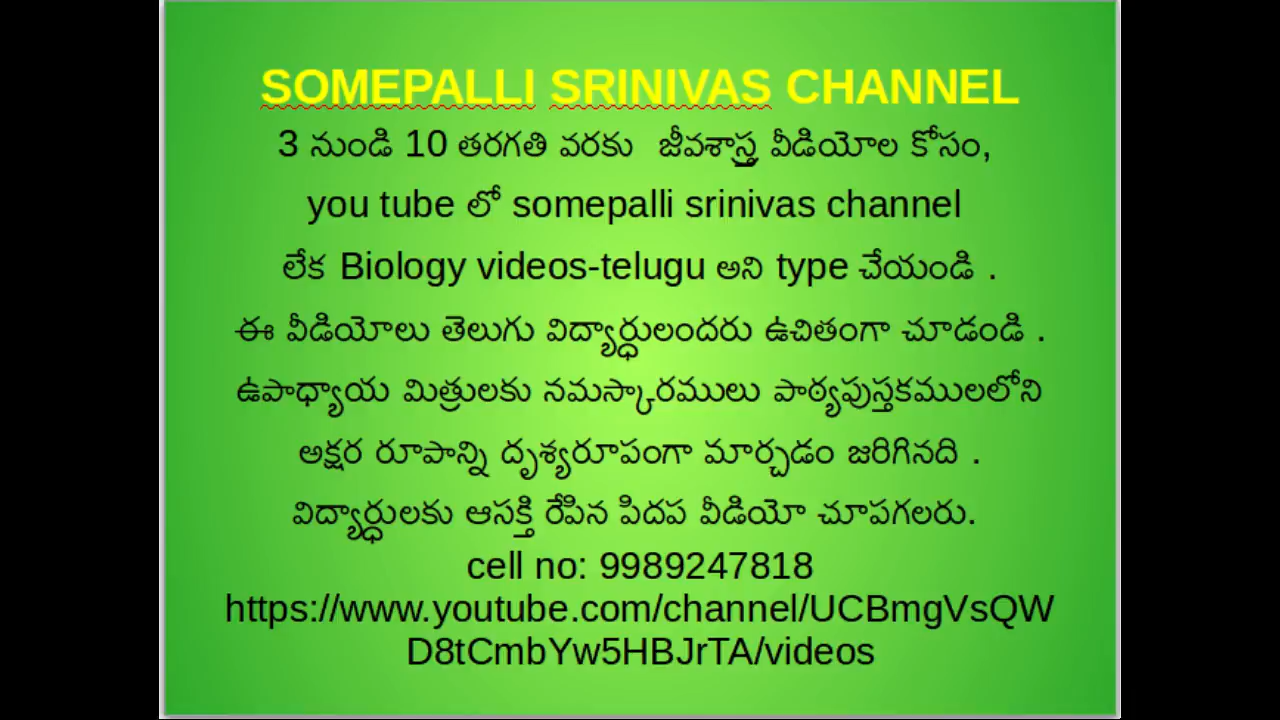 SOMEPALLI SRINIVAS CHANNEL
3 నుండి 10 తరగతి వరకు జీవశాస్త్ర వీడియోల కోసం,
you tube లో somepalli srinivas channel
లేక Biology videos-telugu అని type చేయండి .
ఈ వీడియోలు తెలుగు విద్యార్ధులందరు ఉచితంగా చూడండి .
ఉపాధ్యాయ మిత్రులకు నమస్కారములు పాఠ్యపుస్తకములలోని
అక్షర రూపాన్ని దృశ్యరూపంగా మార్చడం జరిగినది .
విద్యార్ధులకు ఆసక్తి రేపిన పిదప వీడియో చూపగలరు.
cell no: 9989247818
https://www.youtube.com/channel/UCBmgVsQW
D8tCmbYw5HBJrTA/videos